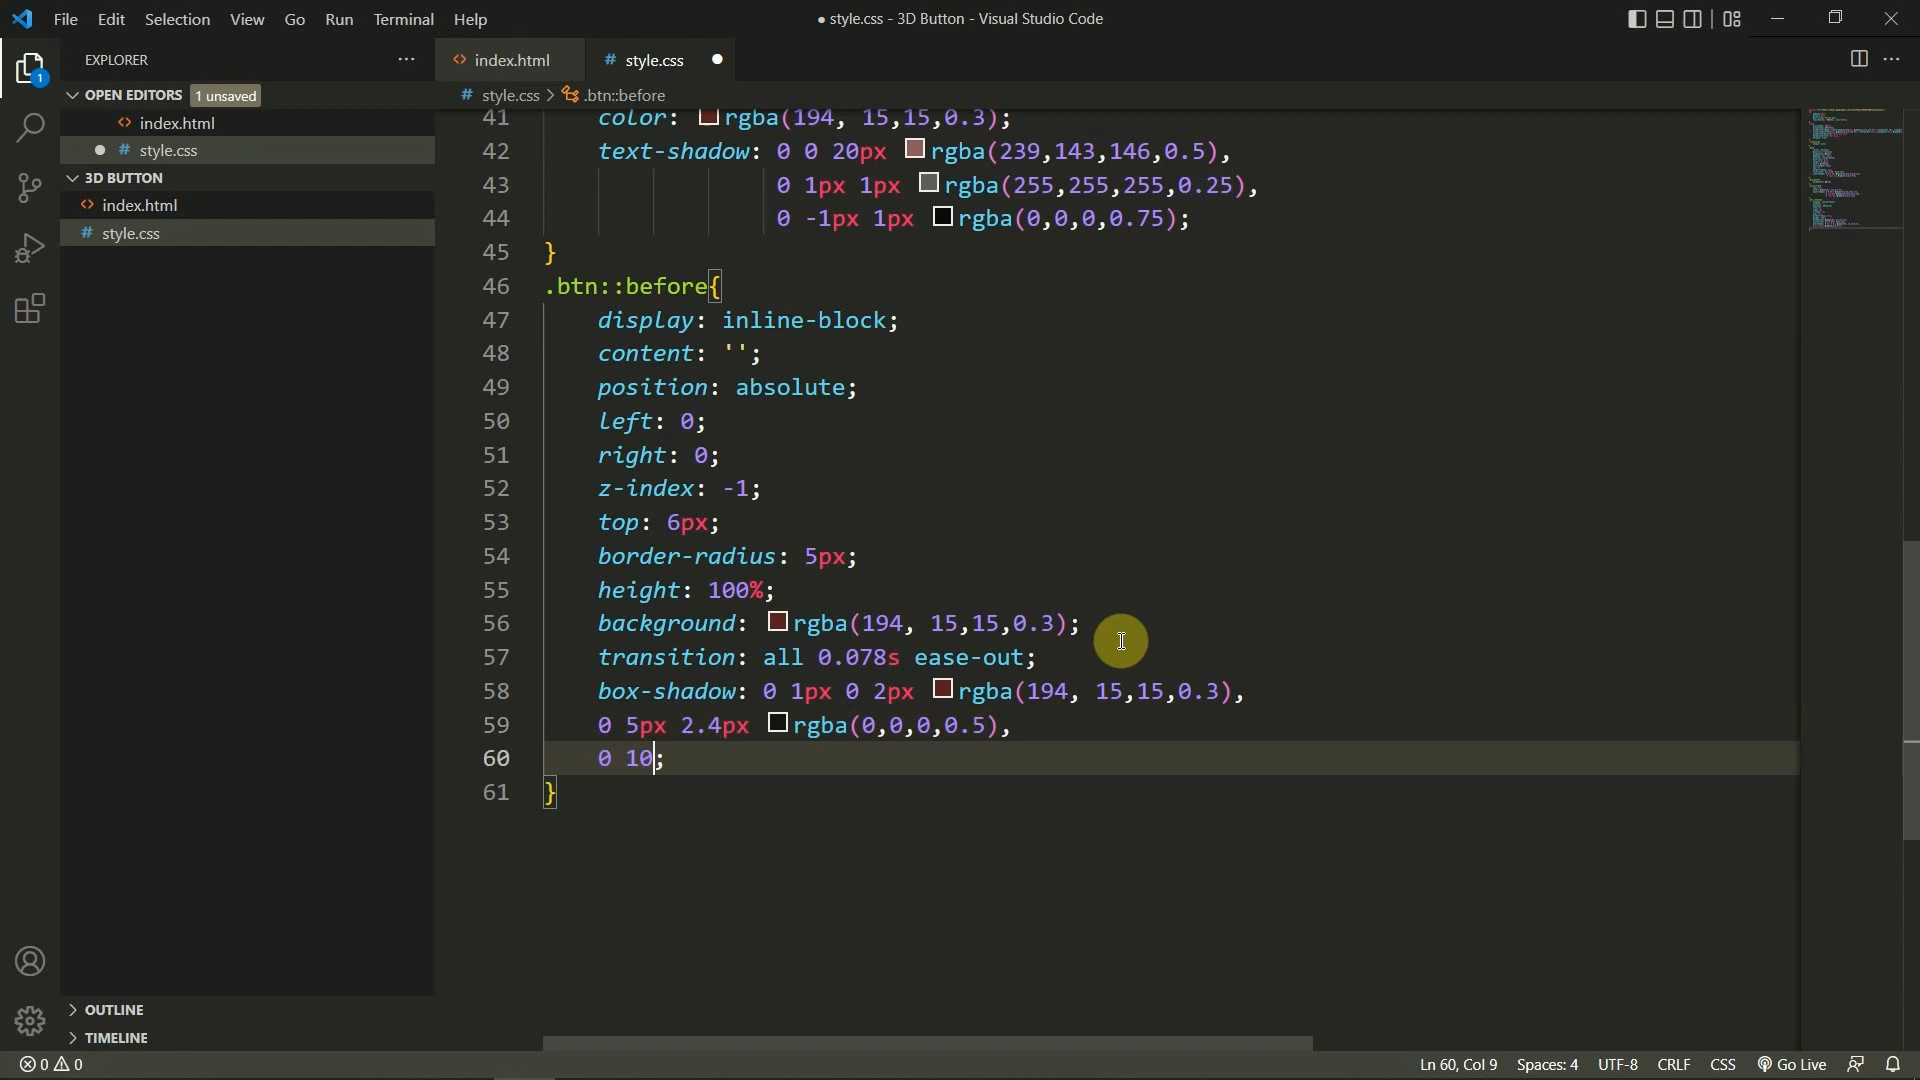 File Edit Selection View Go Run Terminal Help
● style.css - 3D Button - Visual Studio Code
EXPLORER
1
OPEN EDITORS 1 unsaved
<> index.html
● # style.css
3D BUTTON
<> index.html
# style.css
OUTLINE
TIMELINE
<> index.html # style.css ●
# style.css > .btn::before
41 color: rgba(194, 15,15,0.3);
42 text-shadow: 0 0 20px rgba(239,143,146,0.5),
43 0 1px 1px rgba(255,255,255,0.25),
44 0 -1px 1px rgba(0,0,0,0.75);
45 }
46 .btn::before{
47 display: inline-block;
48 content: '';
49 position: absolute;
50 left: 0;
51 right: 0;
52 z-index: -1;
53 top: 6px;
54 border-radius: 5px;
55 height: 100%;
56 background: rgba(194, 15,15,0.3);
57 transition: all 0.078s ease-out;
58 box-shadow: 0 1px 0 2px rgba(194, 15,15,0.3),
59 0 5px 2.4px rgba(0,0,0,0.5),
60 0 10;
61 }
0 0 Ln 60, Col 9 Spaces: 4 UTF-8 CRLF CSS Go Live